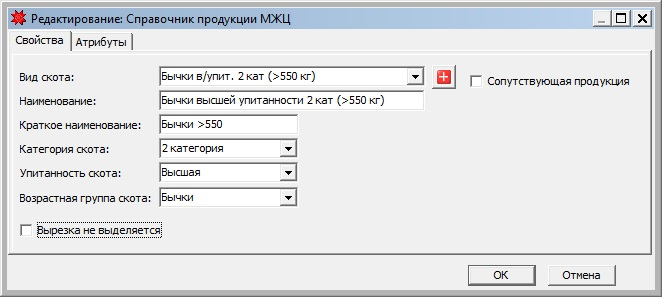 Редактирование: Справочник продукции МЖЦ
Свойства Атрибуты
Вид скота: Бычки в/упит. 2 кат (>550 кг) Сопутствующая продукция
Наименование: Бычки высшей упитанности 2 кат (>550 кг)
Краткое наименование: Бычки >550
Категория скота: 2 категория
Упитанность скота: Высшая
Возрастная группа скота: Бычки
Вырезка не выделяется
ОК Отмена